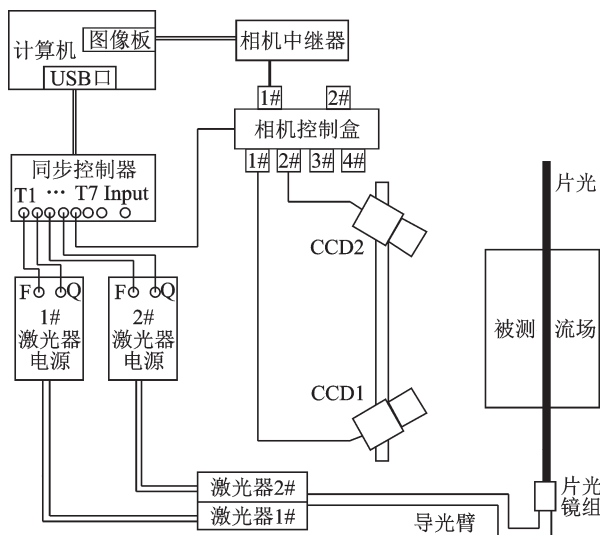 图像板
计算机
USB口
相机中继器
1# 2#
相机控制盒
1# 2# 3# 4#
同步控制器
T1 … T7 Input
F Q
1#
激光器
电源
F Q
2#
激光器
电源
CCD2
CCD1
片光
被测 流场
激光器2#
激光器1#
导光臂
片光
镜组